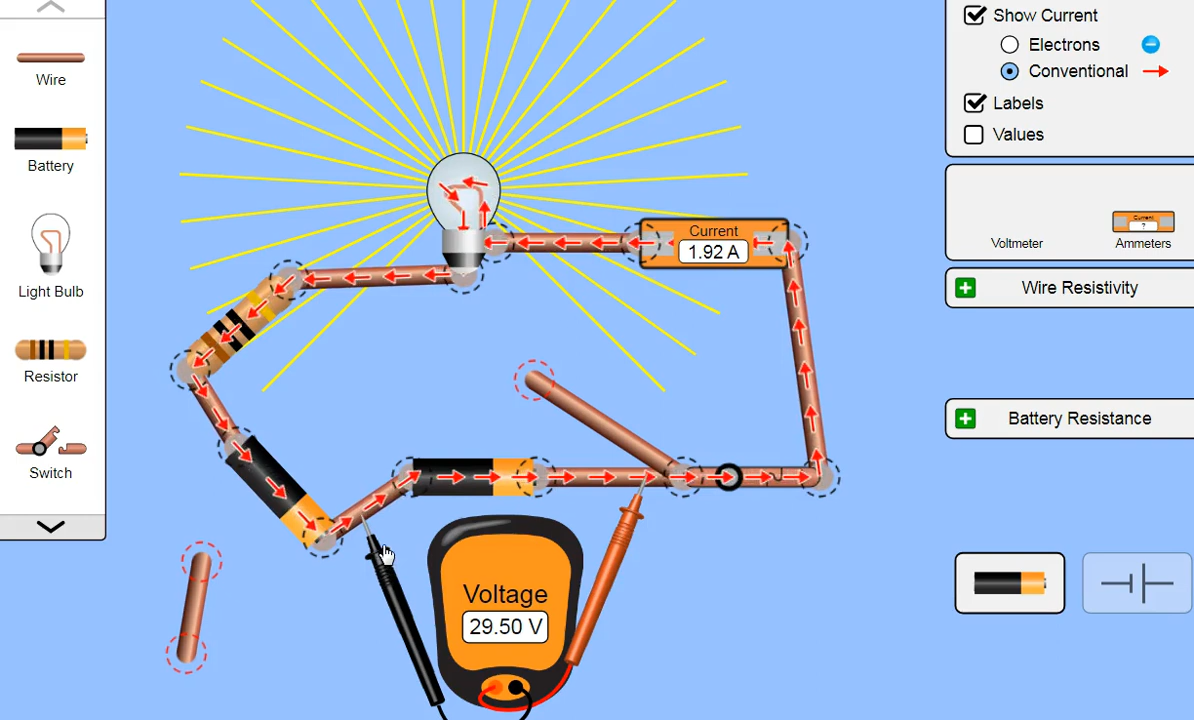 Wire
Battery
Light Bulb
Resistor
Switch
Current
1.92 A
Voltage
29.50 V
Show Current
Electrons
Conventional
Labels
Values
Voltmeter
Current
?
Ammeters
Wire Resistivity
Battery Resistance